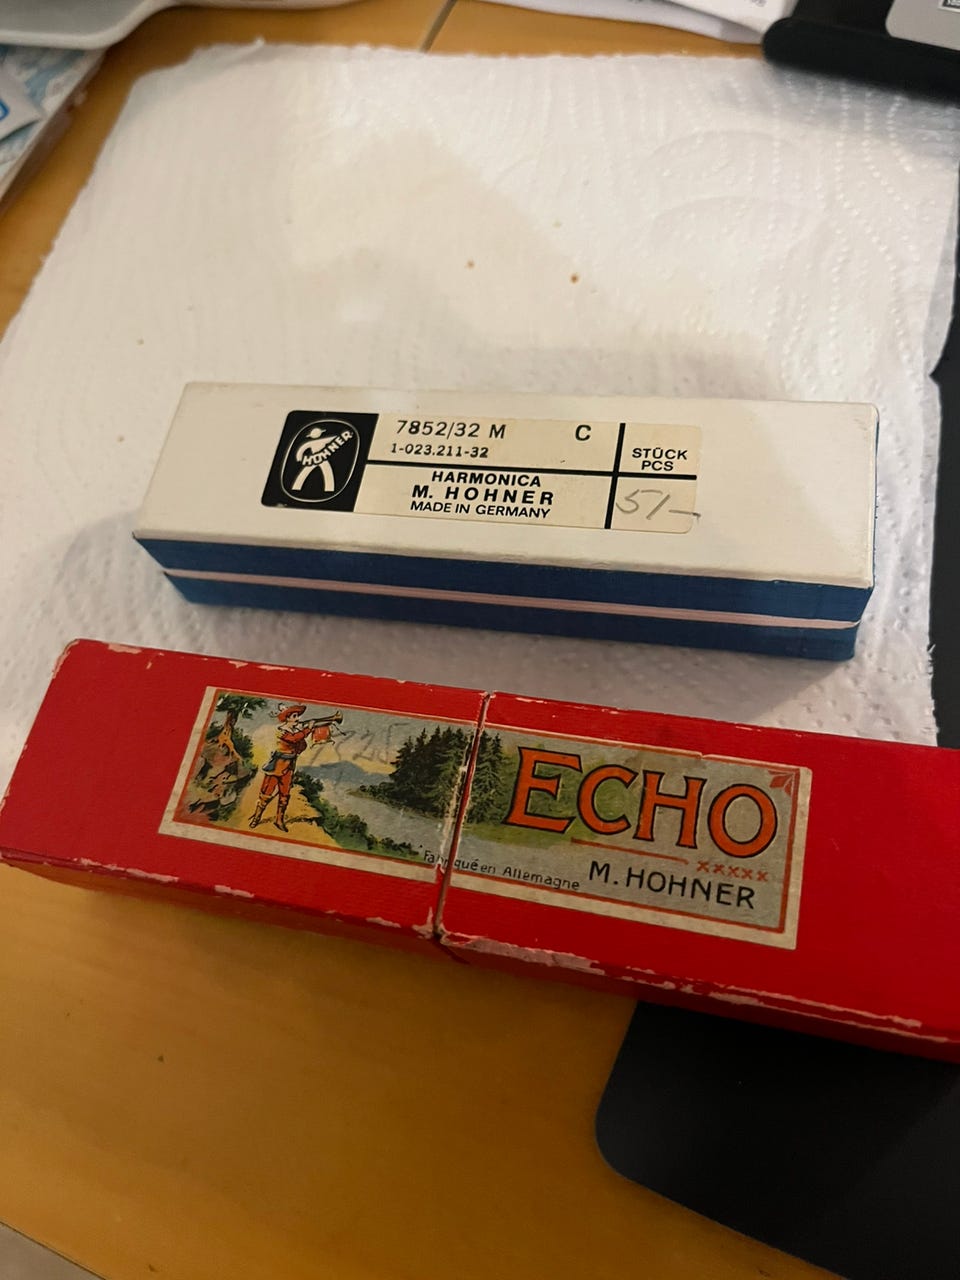 HOHNER
7852/32 M C
1-023.211-32
STÜCK
PCS
HARMONICA
M. HOHNER
MADE IN GERMANY
5/-
ECHO
xxxxx
Fabriqué en Allemagne
M. HOHNER